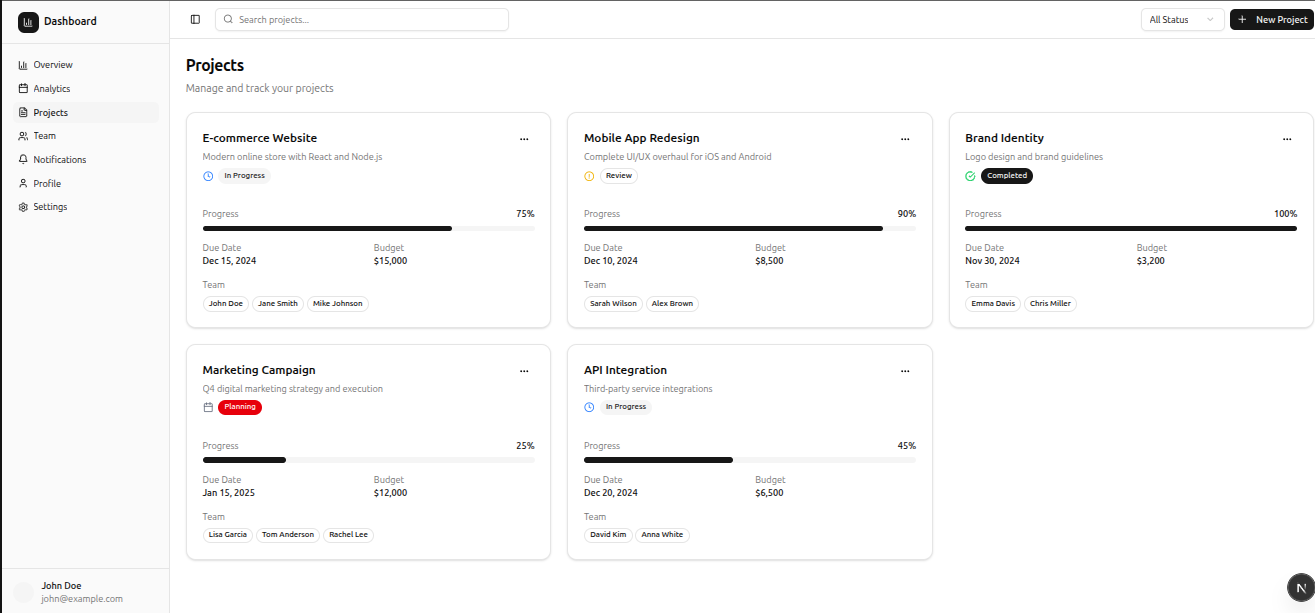 Dashboard
Search projects...
All Status
New Project
Overview
Analytics
Projects
Team
Notifications
Profile
Settings
John Doe
john@example.com
Projects
Manage and track your projects
E-commerce Website
Modern online store with React and Node.js
In Progress
Progress 75%
Due Date Budget
Dec 15, 2024 $15,000
Team
John Doe Jane Smith Mike Johnson
Mobile App Redesign
Complete UI/UX overhaul for iOS and Android
Review
Progress 90%
Due Date Budget
Dec 10, 2024 $8,500
Team
Sarah Wilson Alex Brown
Brand Identity
Logo design and brand guidelines
Completed
Progress 100%
Due Date Budget
Nov 30, 2024 $3,200
Team
Emma Davis Chris Miller
Marketing Campaign
Q4 digital marketing strategy and execution
Planning
Progress 25%
Due Date Budget
Jan 15, 2025 $12,000
Team
Lisa Garcia Tom Anderson Rachel Lee
API Integration
Third-party service integrations
In Progress
Progress 45%
Due Date Budget
Dec 20, 2024 $6,500
Team
David Kim Anna White
N